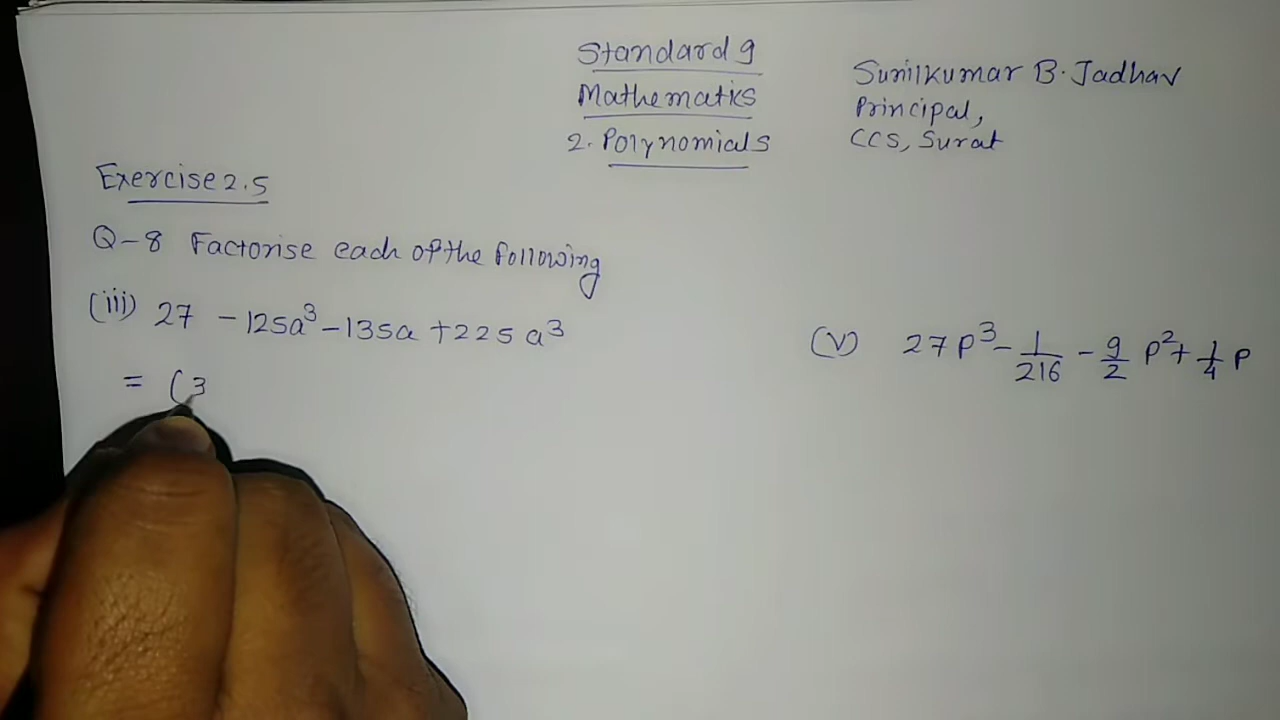 Standard 9
Mathematics
2. Polynomials
Sunilkumar B. Jadhav
Principal,
CCS, Surat
Exercise 2.5
Q-8 Factorise each of the following
(iii) 27 - 125a³ - 135a + 225a³
= (3
(V) 27p³ - 1/216 - 9/2 p² + 1/4 p